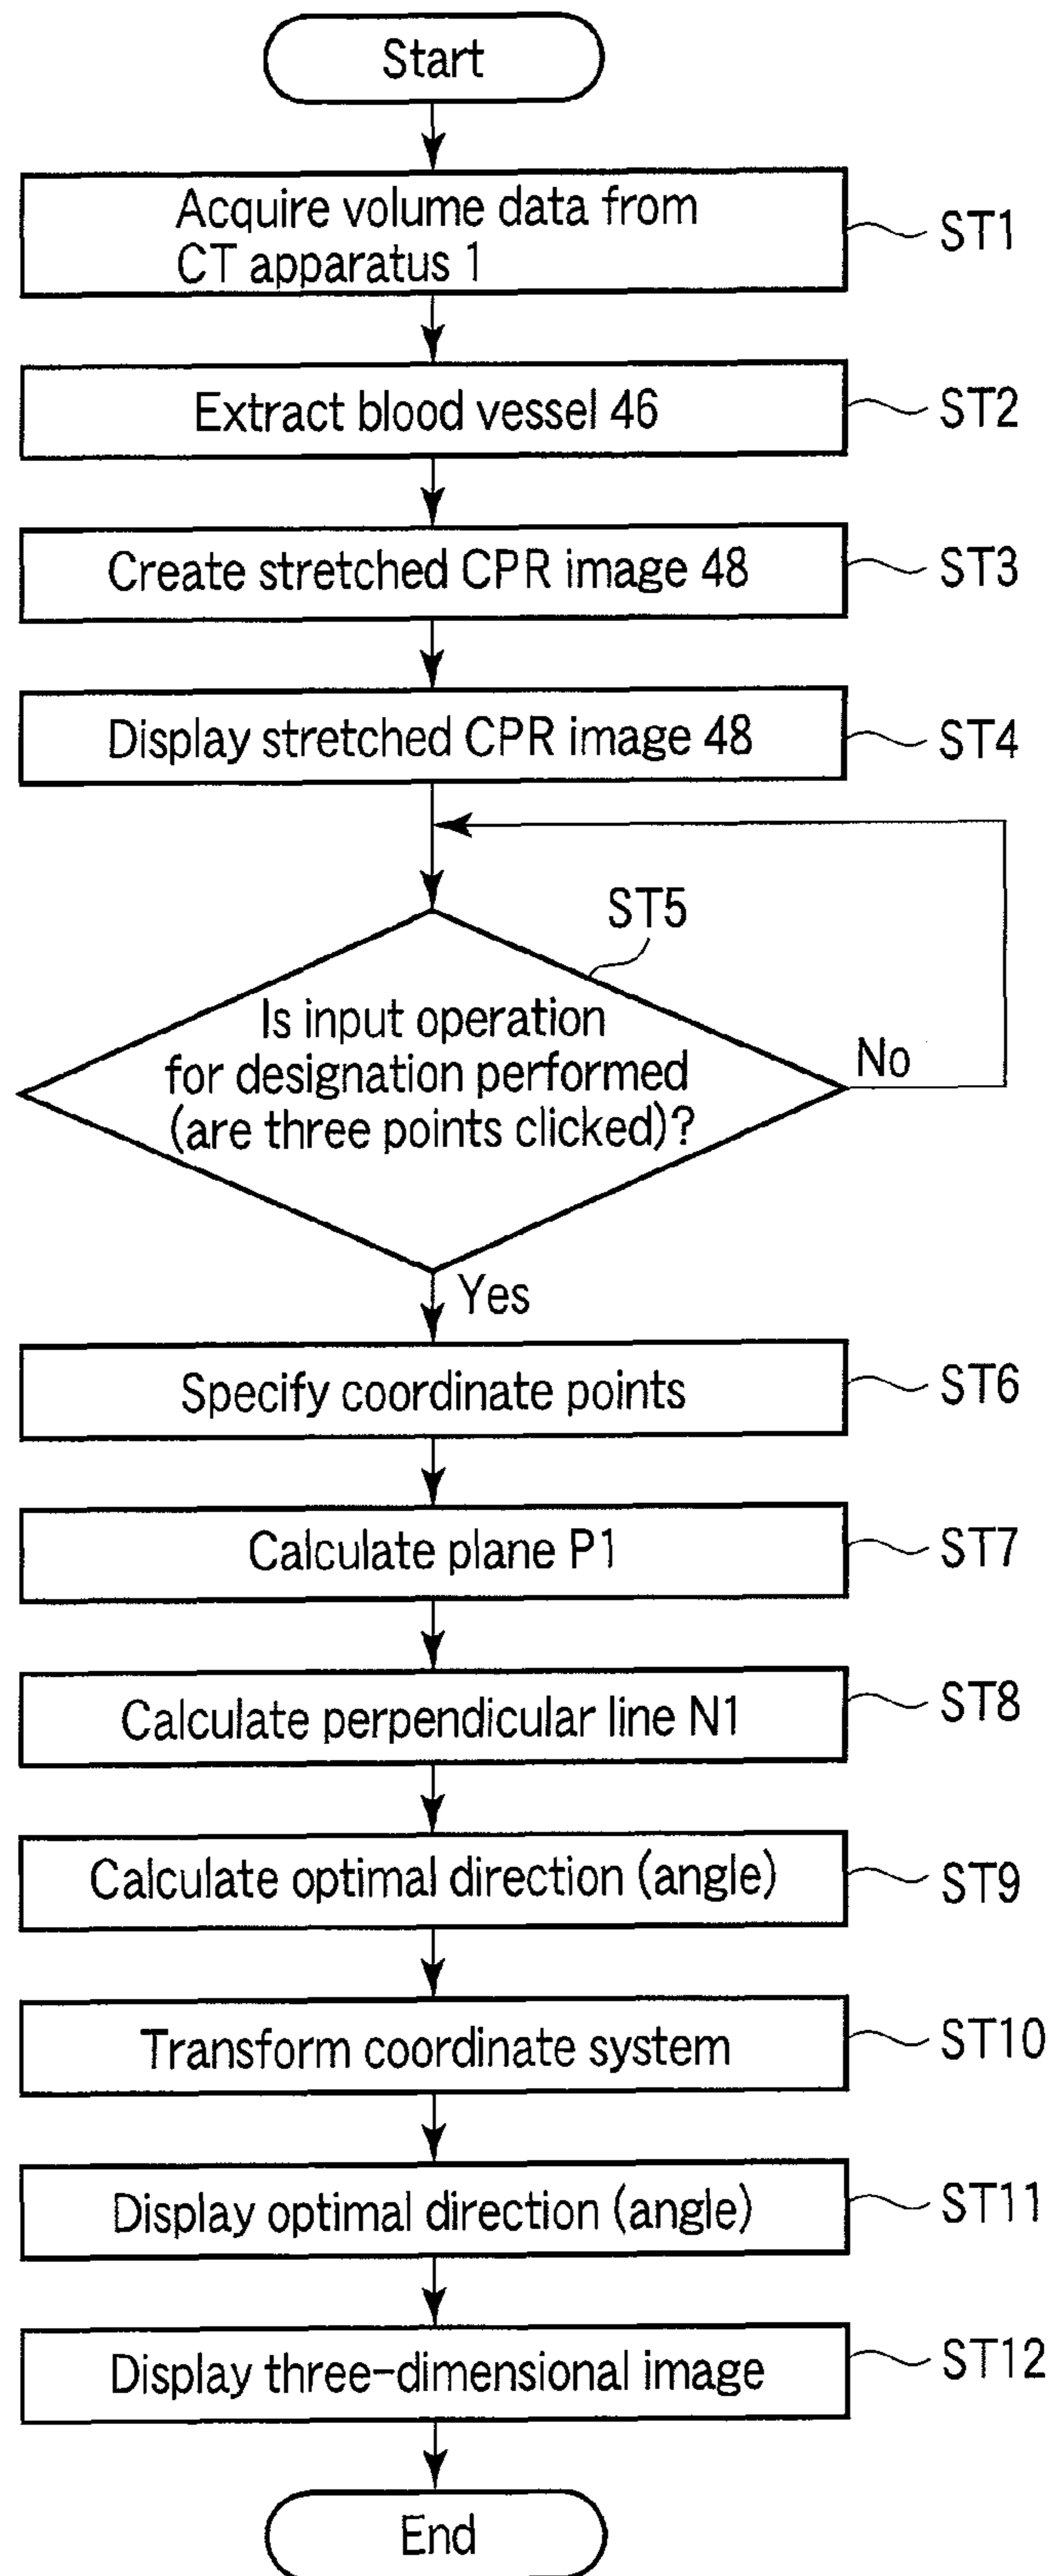 Start
Acquire volume data from
CT apparatus 1
ST1
Extract blood vessel 46
ST2
Create stretched CPR image 48
ST3
Display stretched CPR image 48
ST4
ST5
Is input operation
for designation performed
(are three points clicked)?
No
Yes
Specify coordinate points
ST6
Calculate plane P1
ST7
Calculate perpendicular line N1
ST8
Calculate optimal direction (angle)
ST9
Transform coordinate system
ST10
Display optimal direction (angle)
ST11
Display three-dimensional image
ST12
End